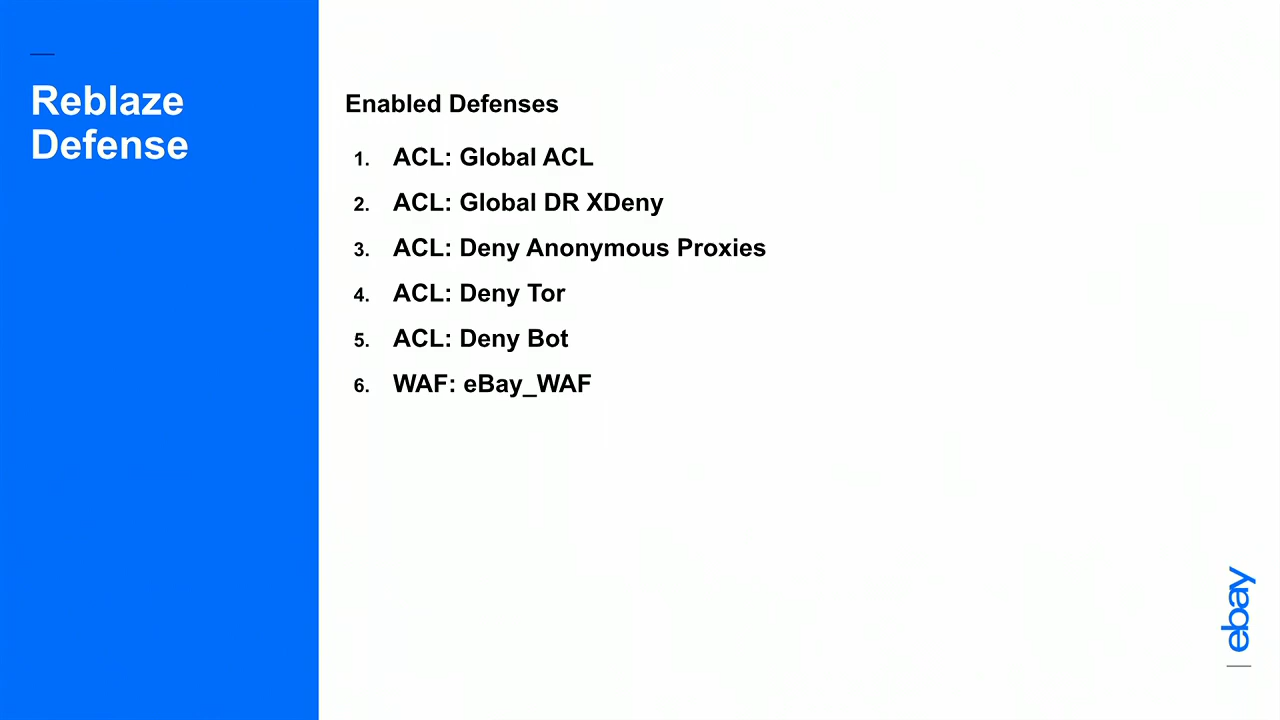 Reblaze
Defense
Enabled Defenses
1. ACL: Global ACL
2. ACL: Global DR XDeny
3. ACL: Deny Anonymous Proxies
4. ACL: Deny Tor
5. ACL: Deny Bot
6. WAF: eBay_WAF
ebay